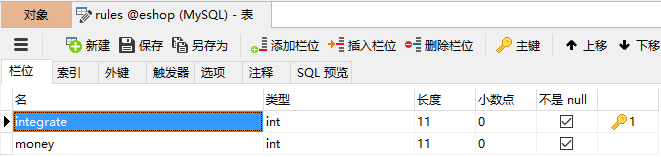 对象 rules @eshop (MySQL) - 表
新建 保存 另存为 添加栏位 插入栏位 删除栏位 主键 上移 下移
栏位 索引 外键 触发器 选项 注释 SQL 预览
名 类型 长度 小数点 不是 null
integrate int 11 0 1
money int 11 0